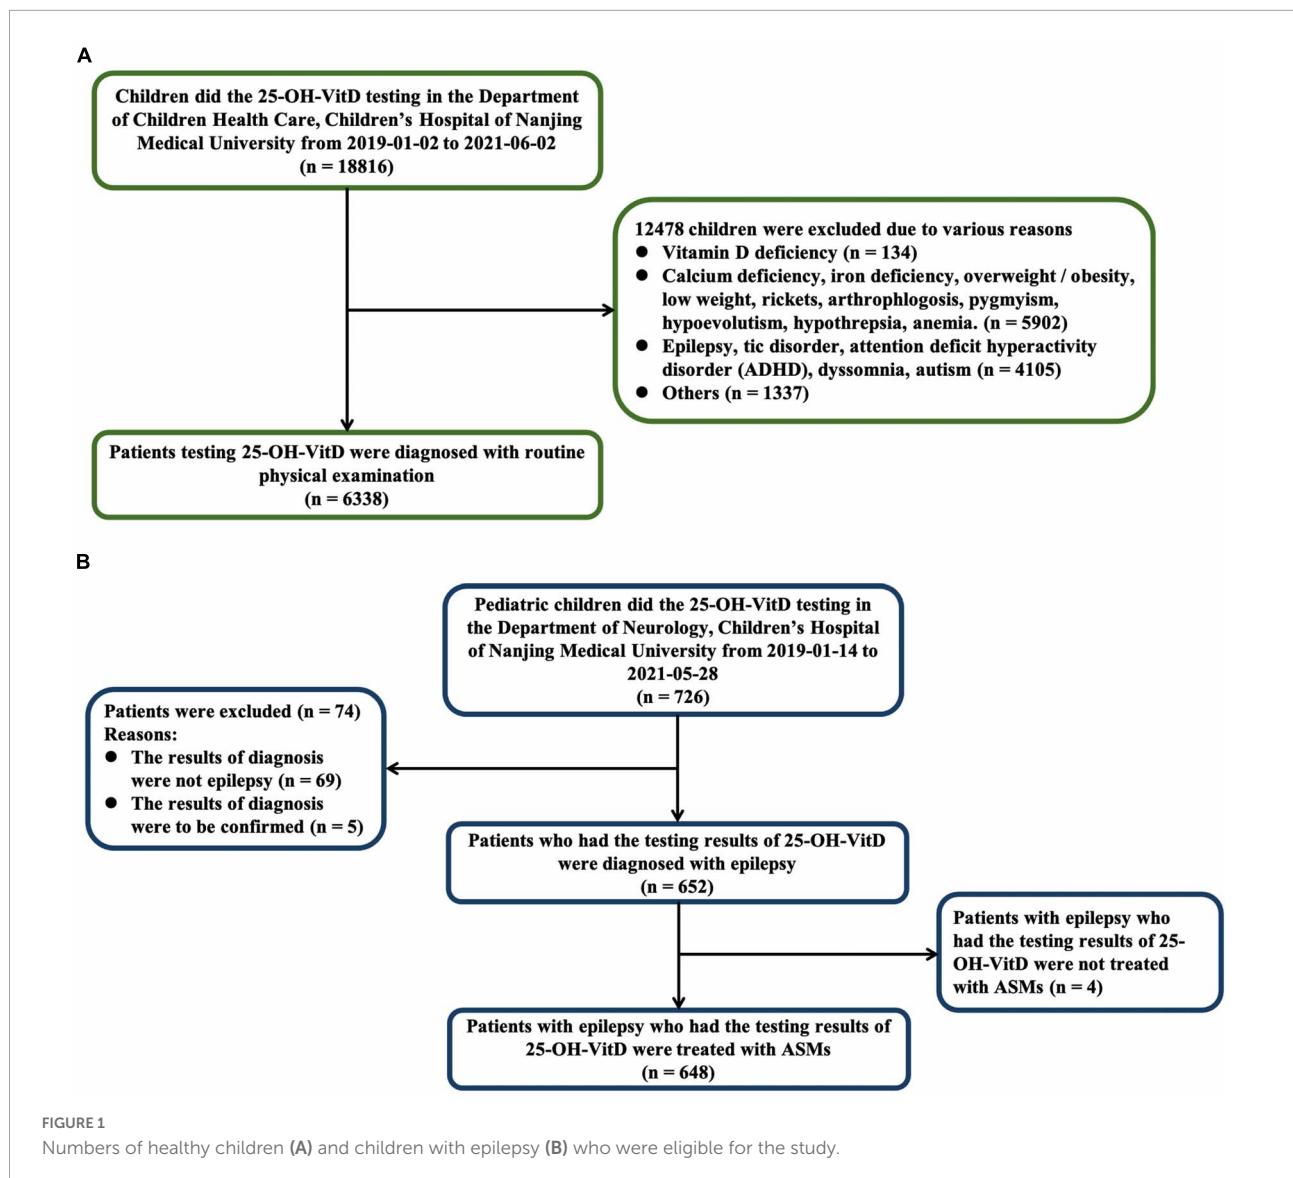 A
Children did the 25-OH-VitD testing in the Department
of Children Health Care, Children's Hospital of Nanjing
Medical University from 2019-01-02 to 2021-06-02
(n = 18816)
12478 children were excluded due to various reasons
● Vitamin D deficiency (n = 134)
● Calcium deficiency, iron deficiency, overweight / obesity,
low weight, rickets, arthrophlogosis, pygmyism,
hypoevolutism, hypothrepsia, anemia. (n = 5902)
● Epilepsy, tic disorder, attention deficit hyperactivity
disorder (ADHD), dyssomnia, autism (n = 4105)
● Others (n = 1337)
Patients testing 25-OH-VitD were diagnosed with routine
physical examination
(n = 6338)
B
Pediatric children did the 25-OH-VitD testing in
the Department of Neurology, Children's Hospital
of Nanjing Medical University from 2019-01-14 to
2021-05-28
(n = 726)
Patients were excluded (n = 74)
Reasons:
● The results of diagnosis
were not epilepsy (n = 69)
● The results of diagnosis
were to be confirmed (n = 5)
Patients who had the testing results of 25-OH-VitD
were diagnosed with epilepsy
(n = 652)
Patients with epilepsy who
had the testing results of 25-
OH-VitD were not treated
with ASMs (n = 4)
Patients with epilepsy who had the testing results of
25-OH-VitD were treated with ASMs
(n = 648)
FIGURE 1
Numbers of healthy children (A) and children with epilepsy (B) who were eligible for the study.